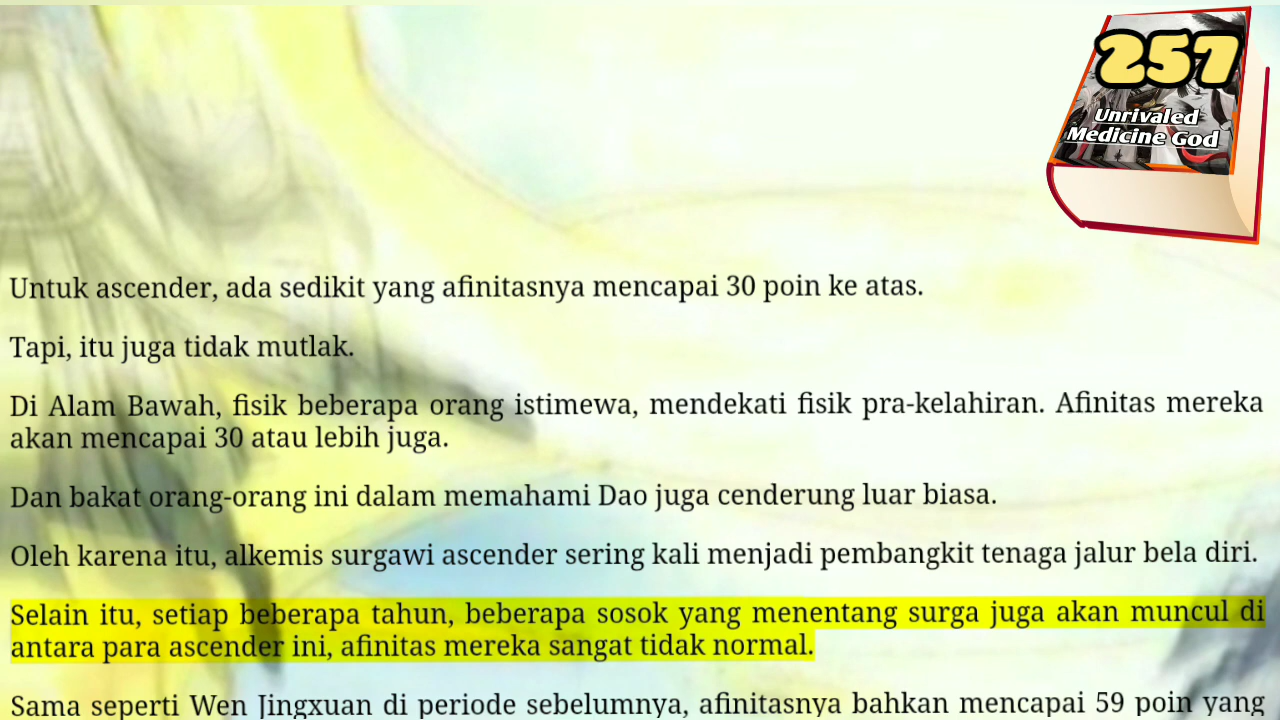 257
Unrivaled
Medicine God
Untuk ascender, ada sedikit yang afinitasnya mencapai 30 poin ke atas.
Tapi, itu juga tidak mutlak.
Di Alam Bawah, fisik beberapa orang istimewa, mendekati fisik pra-kelahiran. Afinitas mereka
akan mencapai 30 atau lebih juga.
Dan bakat orang-orang ini dalam memahami Dao juga cenderung luar biasa.
Oleh karena itu, alkemis surgawi ascender sering kali menjadi pembangkit tenaga jalur bela diri.
Selain itu, setiap beberapa tahun, beberapa sosok yang menentang surga juga akan muncul di
antara para ascender ini, afinitas mereka sangat tidak normal.
Sama seperti Wen Jingxuan di periode sebelumnya, afinitasnya bahkan mencapai 59 poin yang